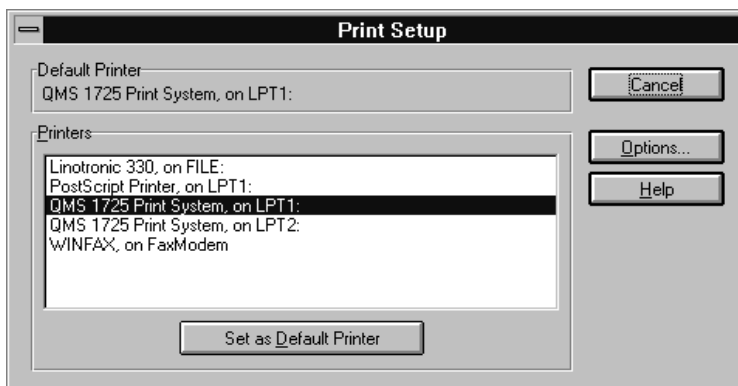 Print Setup
Default Printer
QMS 1725 Print System, on LPT1:
Cancel
Printers
Linotronic 330, on FILE:
PostScript Printer, on LPT1:
QMS 1725 Print System, on LPT1:
QMS 1725 Print System, on LPT2:
WINFAX, on FaxModem
Options...
Help
Set as Default Printer